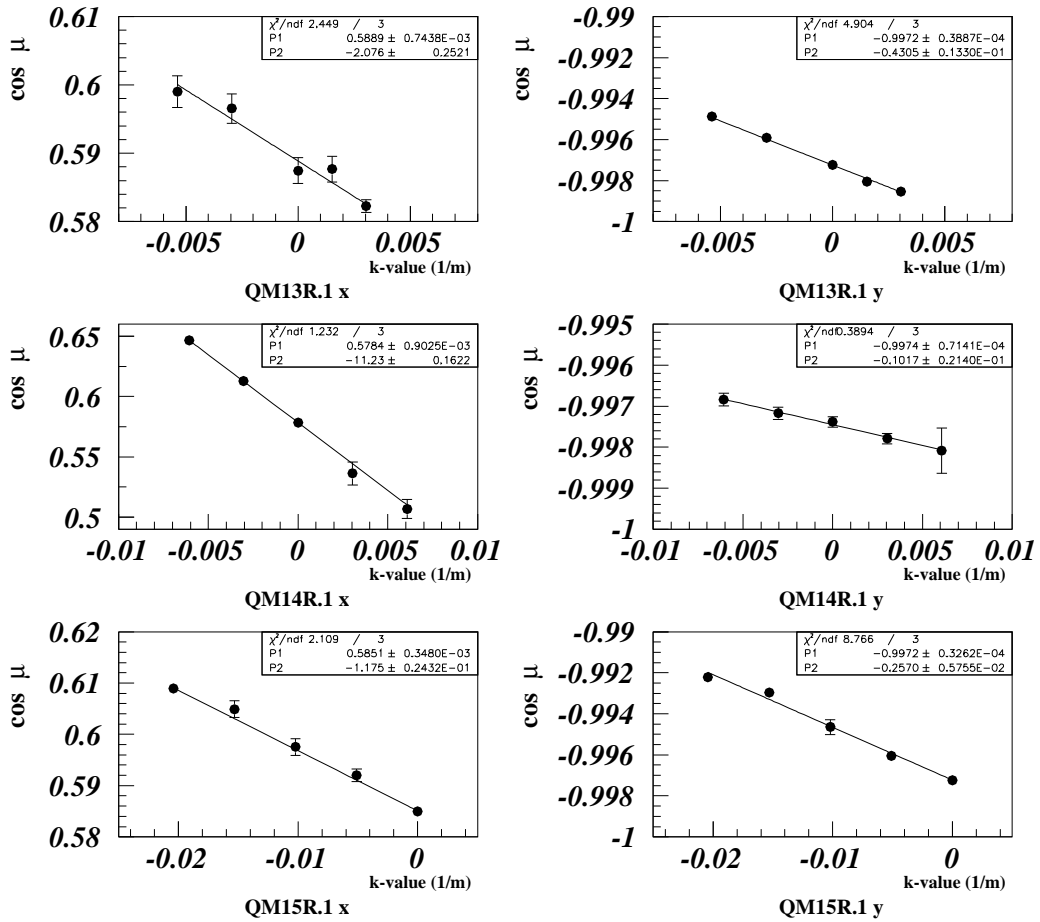 χ²/ndf 2.449 / 3
P1 0.5889 ± 0.7438E-03
P2 -2.076 ± 0.2521
cos μ
0.61
0.6
0.59
0.58
-0.005 0 0.005
k-value (1/m)
QM13R.1 x
χ²/ndf 4.904 / 3
P1 -0.9972 ± 0.3887E-04
P2 -0.4305 ± 0.1330E-01
cos μ
-0.99
-0.992
-0.994
-0.996
-0.998
-1
-0.005 0 0.005
k-value (1/m)
QM13R.1 y
χ²/ndf 1.232 / 3
P1 0.5784 ± 0.9025E-03
P2 -11.23 ± 0.1622
cos μ
0.65
0.6
0.55
0.5
-0.01 -0.005 0 0.005 0.01
k-value (1/m)
QM14R.1 x
χ²/ndf 0.3894 / 3
P1 -0.9974 ± 0.7141E-04
P2 -0.1017 ± 0.2140E-01
cos μ
-0.995
-0.996
-0.997
-0.998
-0.999
-1
-0.01 -0.005 0 0.005 0.01
k-value (1/m)
QM14R.1 y
χ²/ndf 2.109 / 3
P1 0.5851 ± 0.3480E-03
P2 -1.175 ± 0.2432E-01
cos μ
0.62
0.61
0.6
0.59
0.58
-0.02 -0.01 0
k-value (1/m)
QM15R.1 x
χ²/ndf 8.766 / 3
P1 -0.9972 ± 0.3262E-04
P2 -0.2570 ± 0.5755E-02
cos μ
-0.99
-0.992
-0.994
-0.996
-0.998
-1
-0.02 -0.01 0
k-value (1/m)
QM15R.1 y